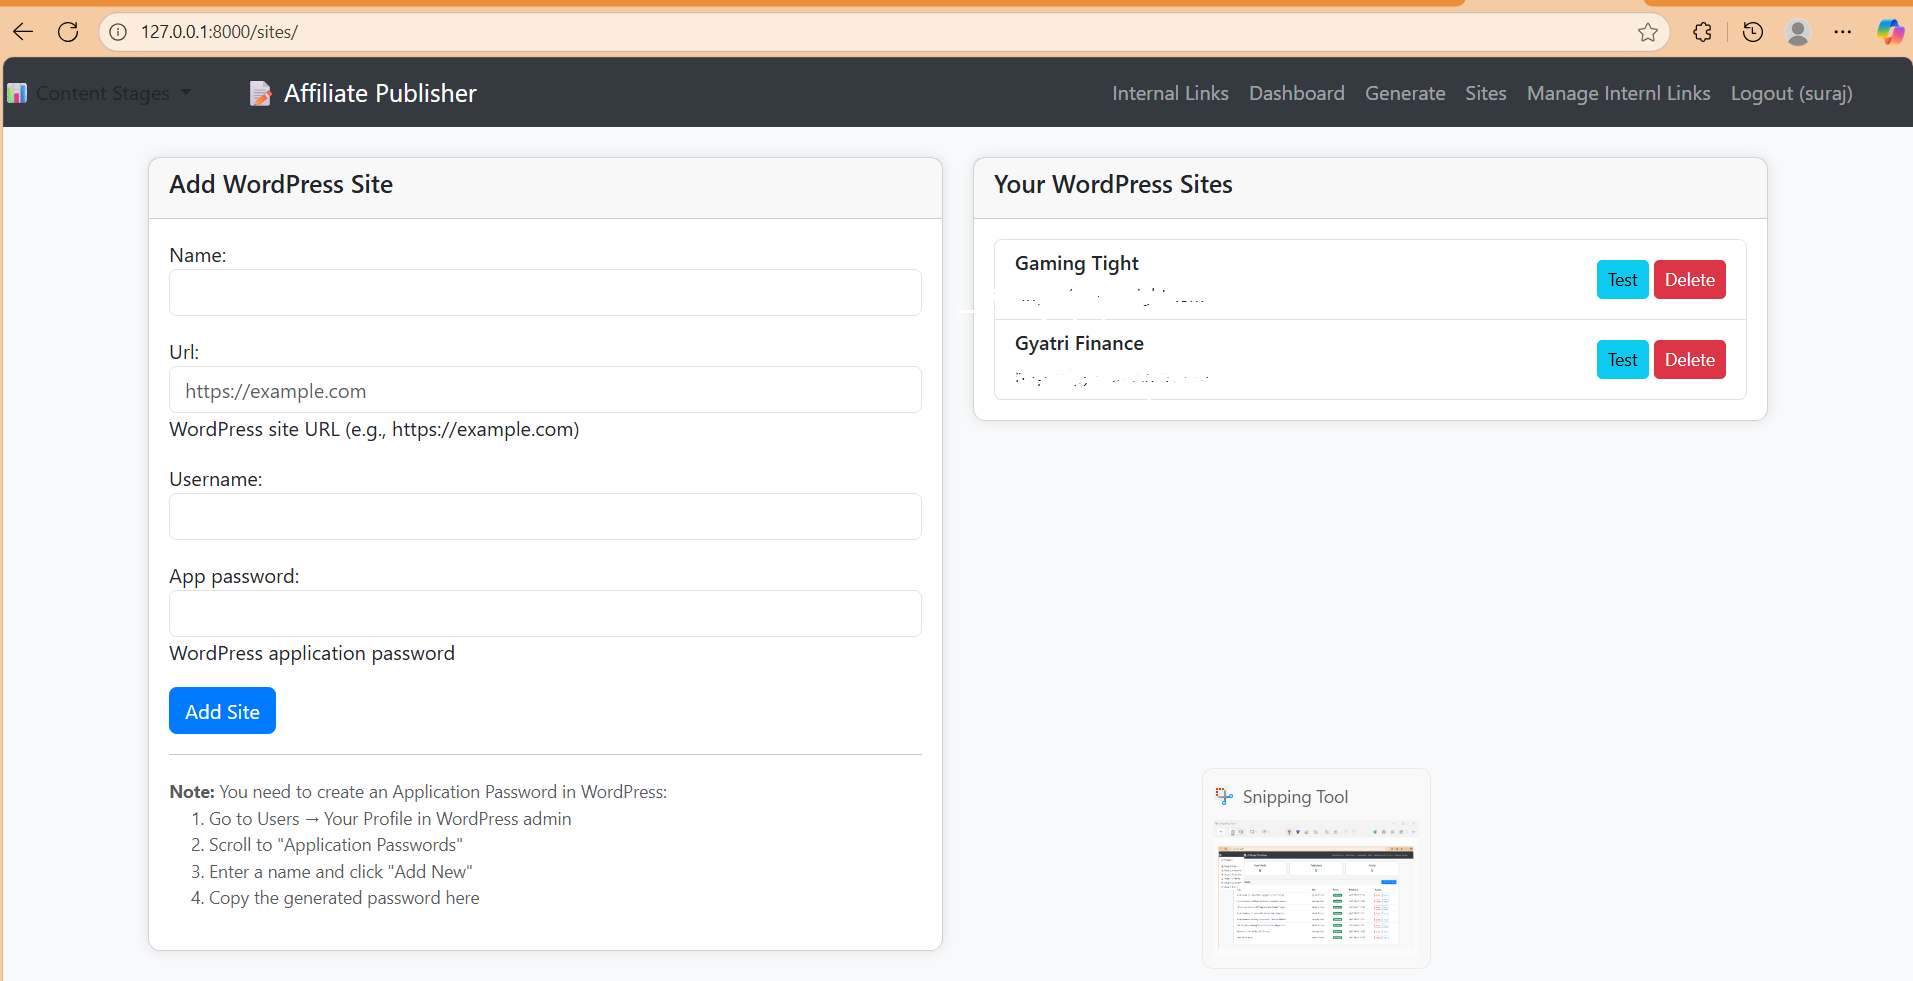 127.0.0.1:8000/sites/
Content Stages
Affiliate Publisher
Internal Links
Dashboard
Generate
Sites
Manage Internl Links
Logout (suraj)
Add WordPress Site
Name:
Url:
https://example.com
WordPress site URL (e.g., https://example.com)
Username:
App password:
WordPress application password
Add Site
Note: You need to create an Application Password in WordPress:
1. Go to Users → Your Profile in WordPress admin
2. Scroll to "Application Passwords"
3. Enter a name and click "Add New"
4. Copy the generated password here
Your WordPress Sites
Gaming Tight
Test
Delete
Gyatri Finance
Test
Delete
Snipping Tool